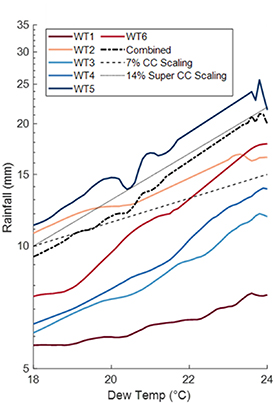 35
30
25
20
15
10
5
Rainfall (mm)
WT1
WT2
WT3
WT4
WT5
WT6
Combined
7% CC Scaling
14% Super CC Scaling
18 20 22 24
Dew Temp (°C)